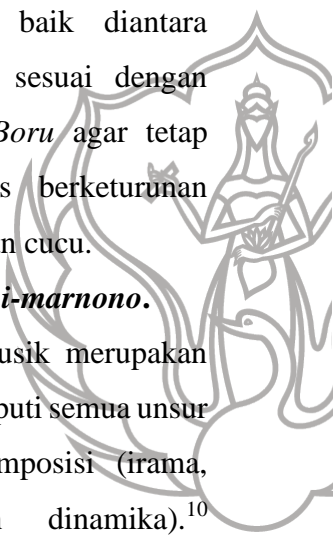 baik diantara
sesuai dengan
Boru agar tetap
s berketurunan
n cucu.
i-marnono.
usik merupakan
puti semua unsur
mposisi (irama,
dinamika).10